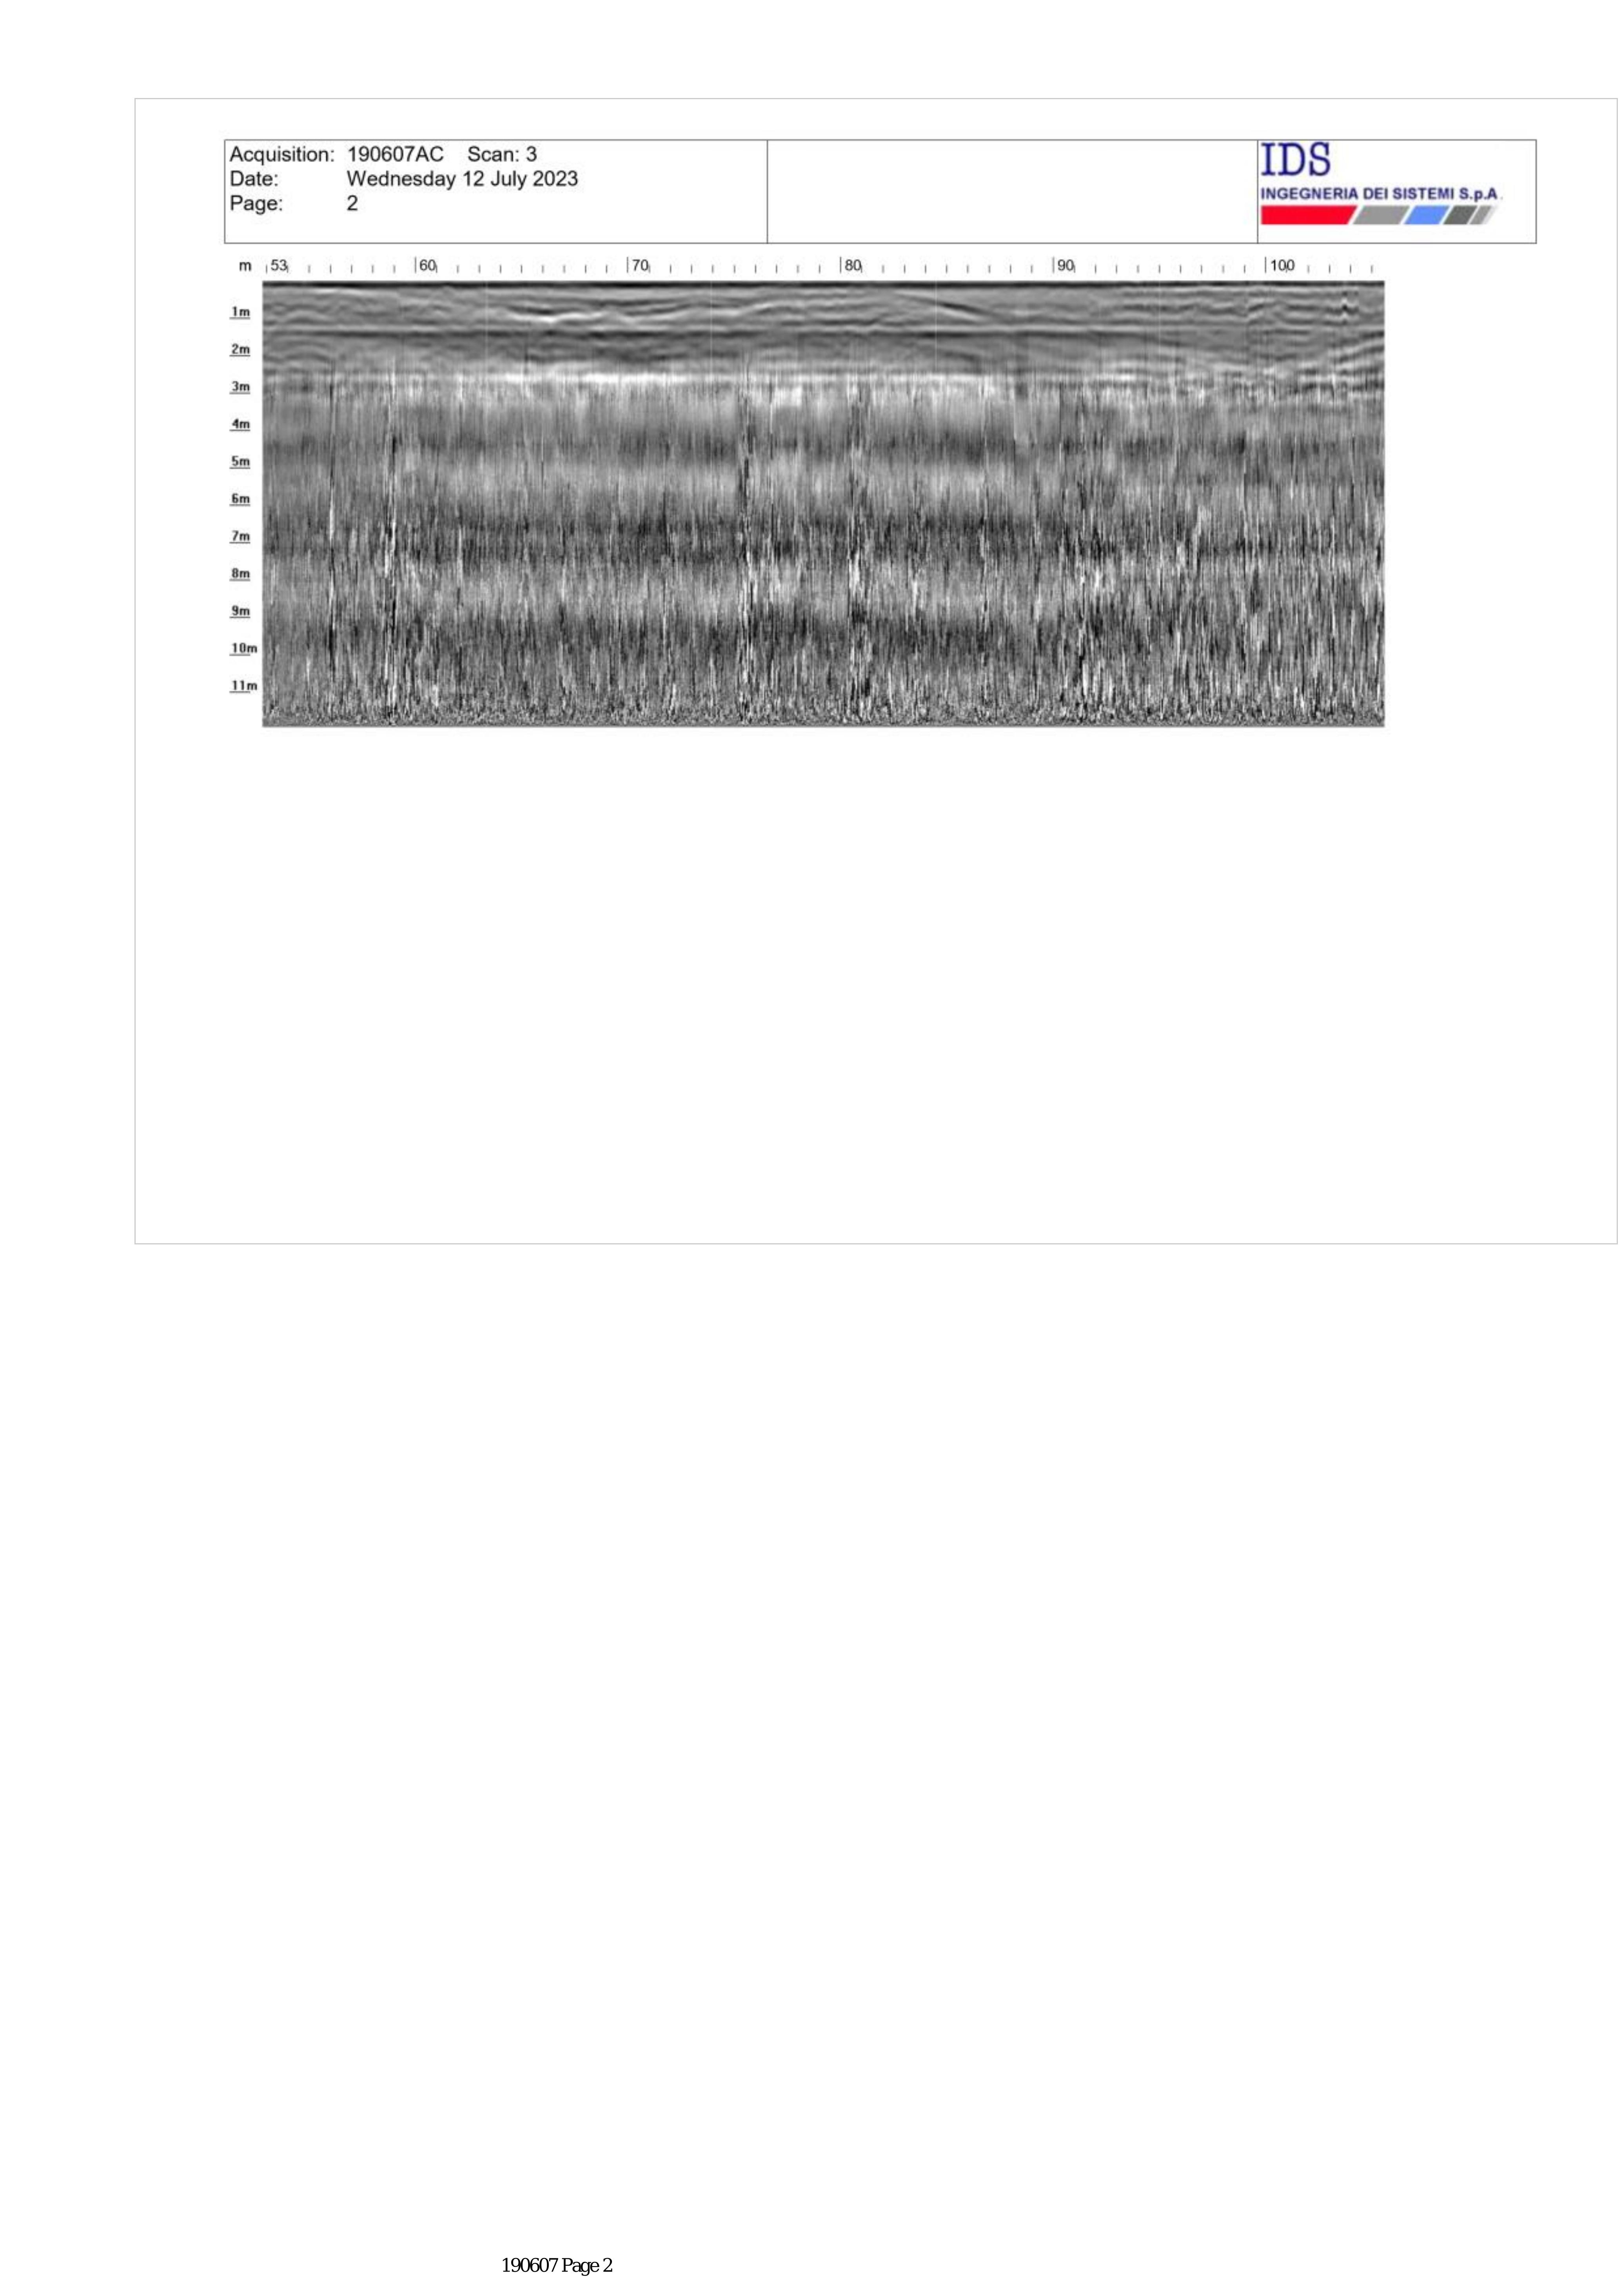 Acquisition: 190607AC Scan: 3
Date: Wednesday 12 July 2023
Page: 2
IDS
INGEGNERIA DEI SISTEMI S.p.A.
m 53 60 70 80 90 100
1m
2m
3m
4m
5m
6m
7m
8m
9m
10m
11m
190607 Page 2